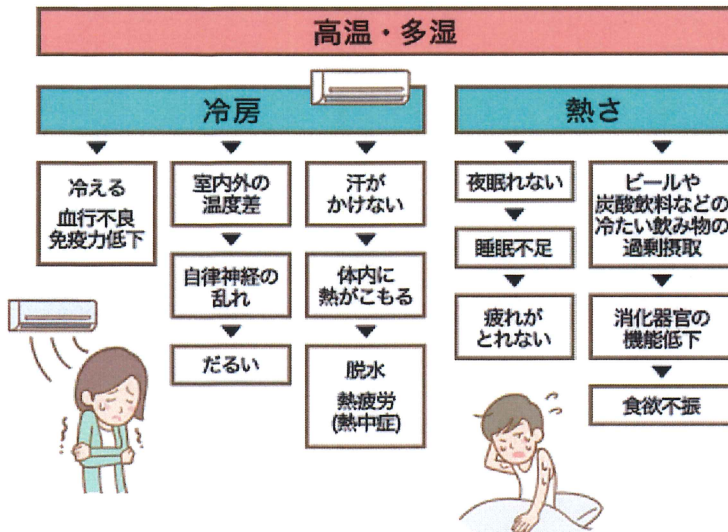 高温・多湿
冷房
冷える
血行不良
免疫力低下
室内外の
温度差
自律神経の
乱れ
だるい
汗が
かけない
体内に
熱がこもる
脱水
熱疲労
(熱中症)
熱さ
夜眠れない
睡眠不足
疲れが
とれない
ビールや
炭酸飲料などの
冷たい飲み物の
過剰摂取
消化器官の
機能低下
食欲不振